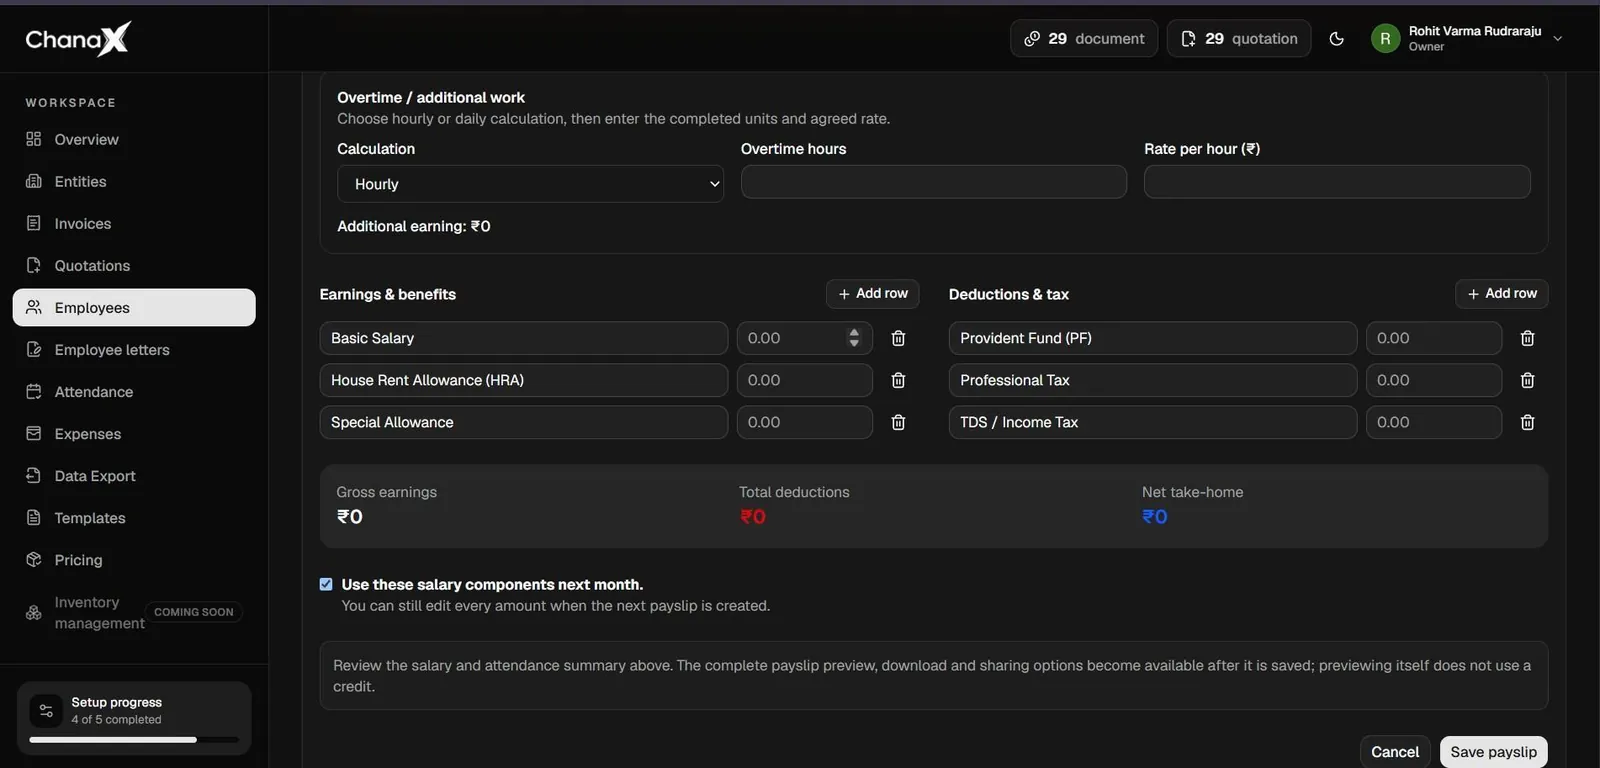 ChanaX
29 document
29 quotation
R
Rohit Varma Rudraraju
Owner
WORKSPACE
Overview
Entities
Invoices
Quotations
Employees
Employee letters
Attendance
Expenses
Data Export
Templates
Pricing
Inventory management
COMING SOON
Setup progress
4 of 5 completed
Overtime / additional work
Choose hourly or daily calculation, then enter the completed units and agreed rate.
Calculation
Overtime hours
Rate per hour (₹)
Hourly
Additional earning: ₹0
Earnings & benefits
+ Add row
Deductions & tax
+ Add row
Basic Salary
0.00
Provident Fund (PF)
0.00
House Rent Allowance (HRA)
0.00
Professional Tax
0.00
Special Allowance
0.00
TDS / Income Tax
0.00
Gross earnings
₹0
Total deductions
₹0
Net take-home
₹0
Use these salary components next month.
You can still edit every amount when the next payslip is created.
Review the salary and attendance summary above. The complete payslip preview, download and sharing options become available after it is saved; previewing itself does not use a
credit.
Cancel
Save payslip